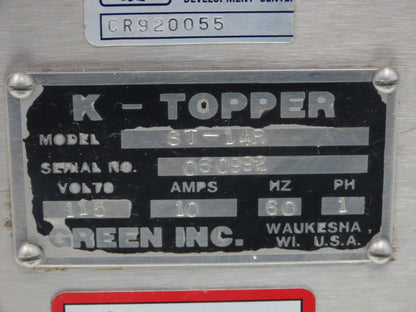 DEVELOPMENT CENTER
CR920055
K - TOPPER
MODEL ST-1AR
SERIAL NO. 060992
VOLTS AMPS HZ PH
115 10 60 1
GREEN INC. WAUKESHA,
WI. U.S.A.